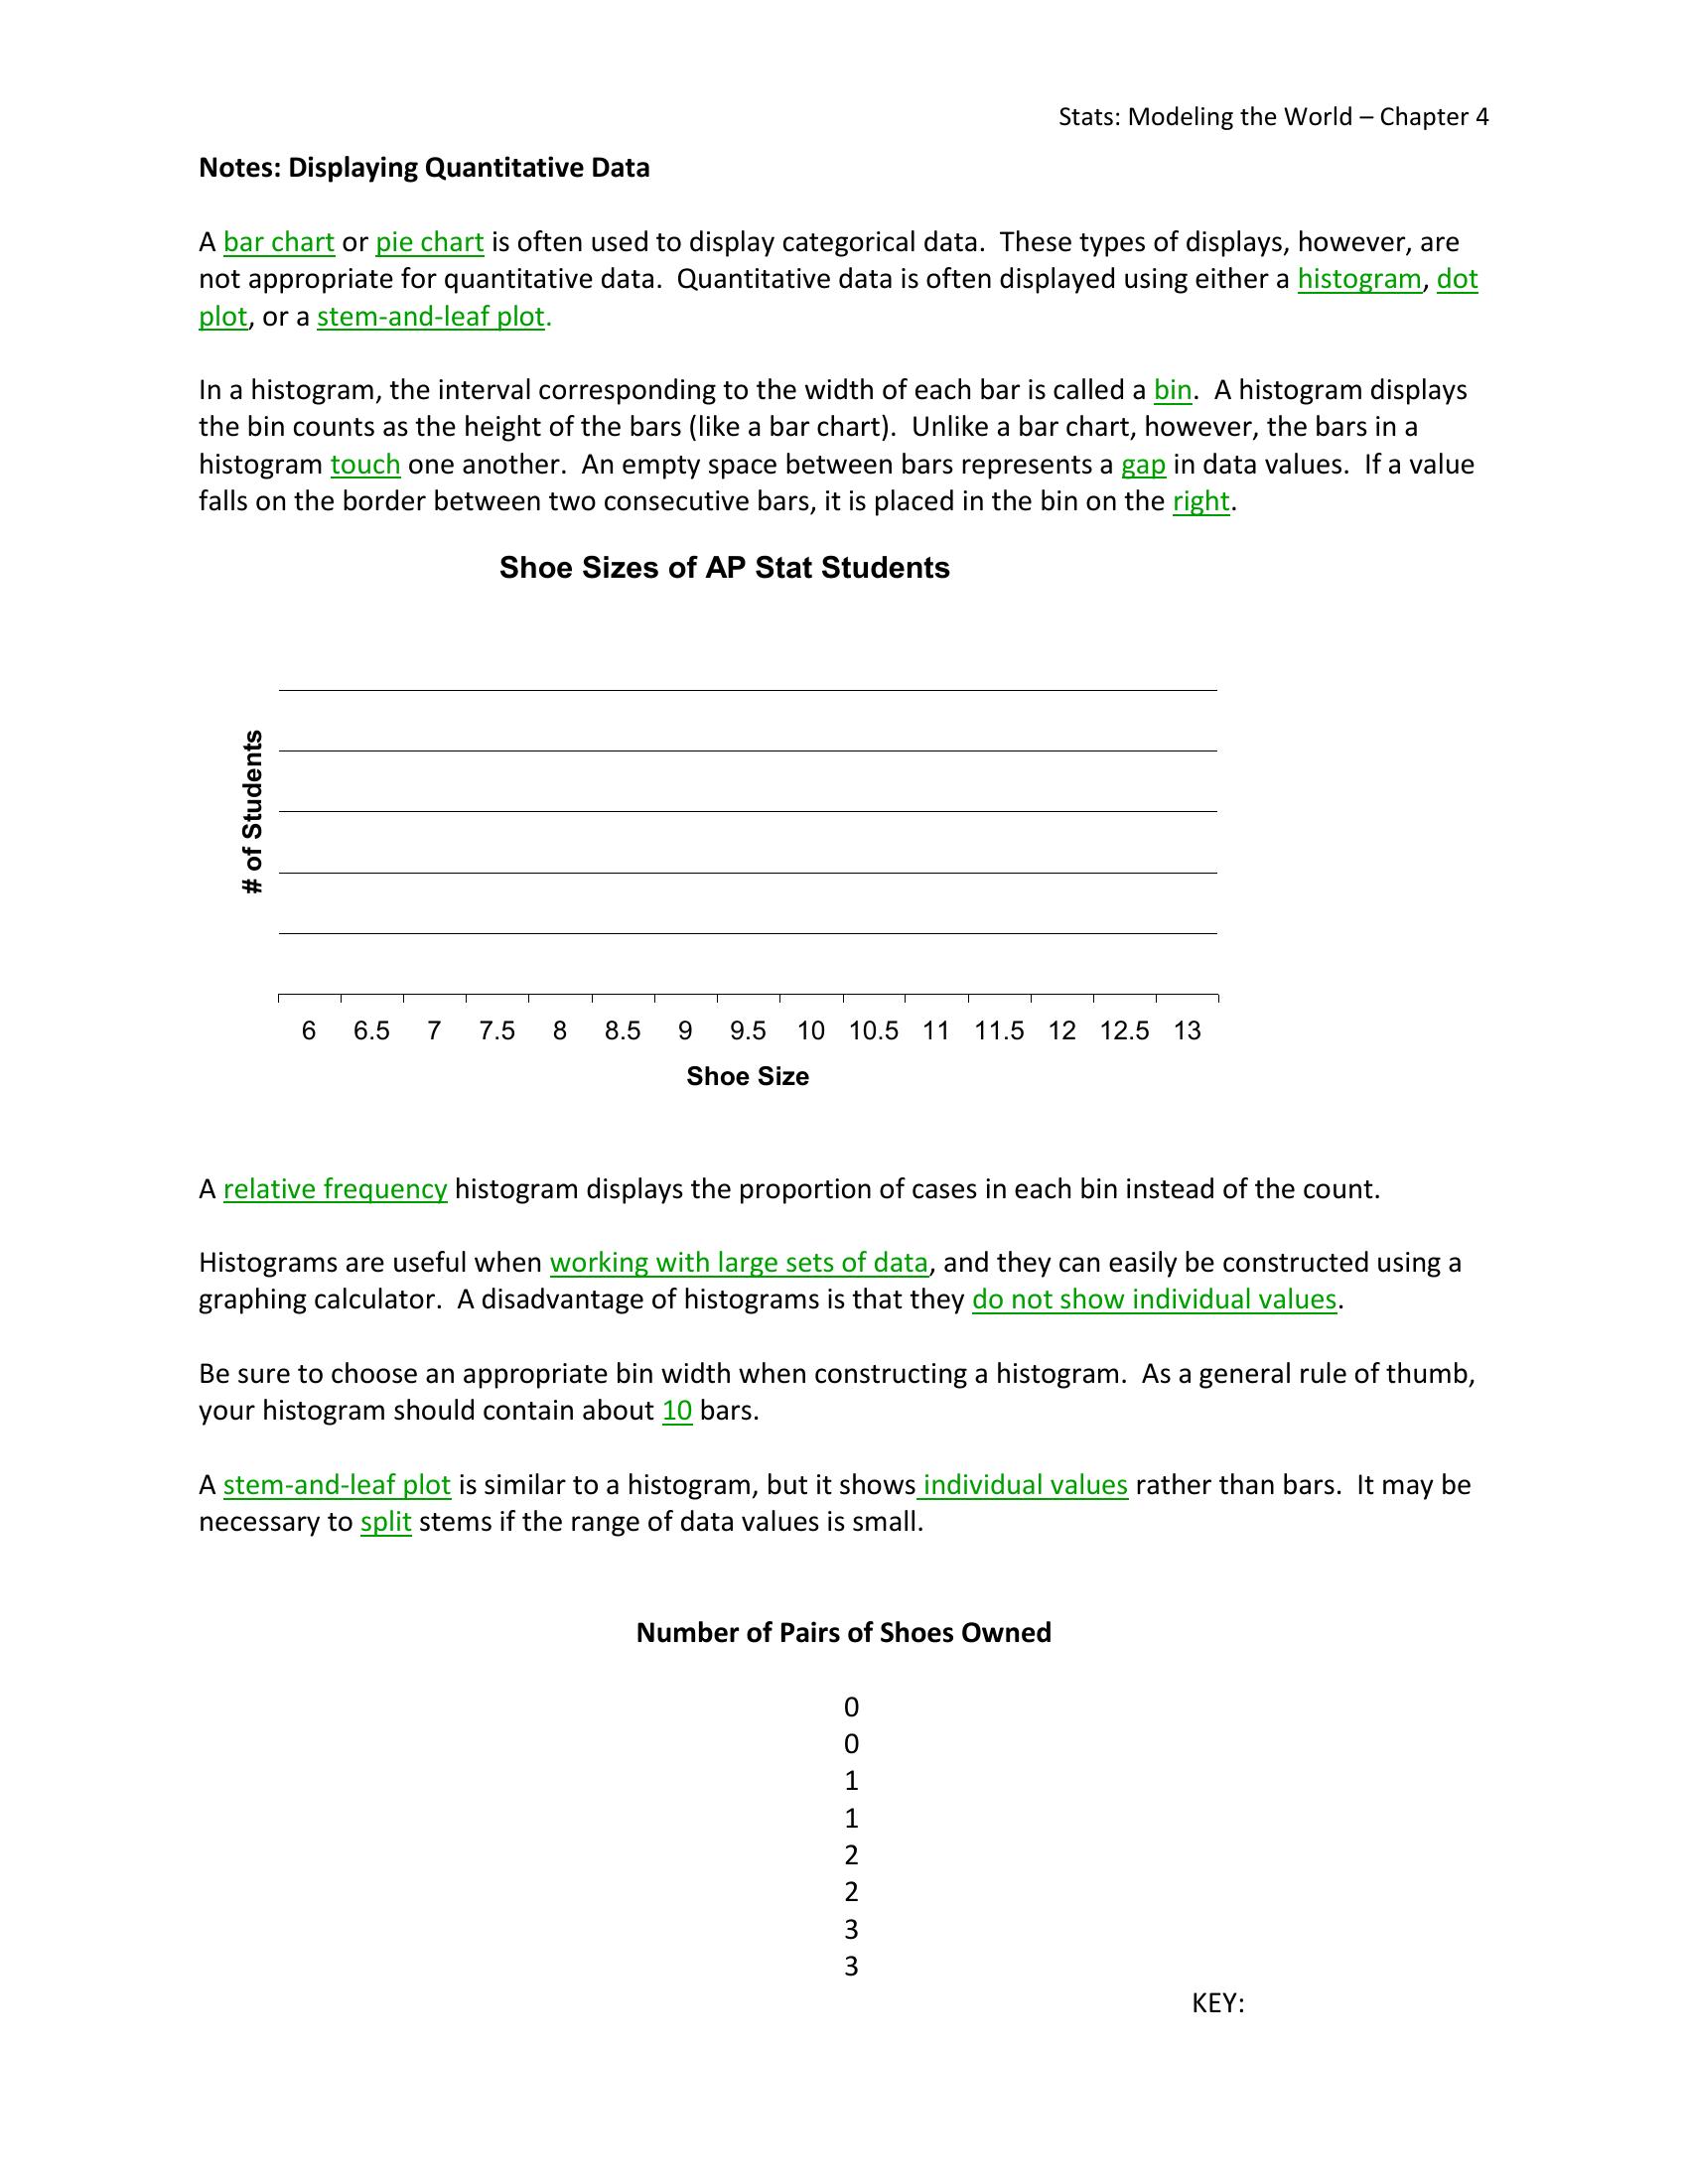 Stats: Modeling the World – Chapter 4
Notes: Displaying Quantitative Data
A bar chart or pie chart is often used to display categorical data.  These types of displays, however, are
not appropriate for quantitative data.  Quantitative data is often displayed using either a histogram, dot
plot, or a stem-and-leaf plot.
In a histogram, the interval corresponding to the width of each bar is called a bin.  A histogram displays
the bin counts as the height of the bars (like a bar chart).  Unlike a bar chart, however, the bars in a
histogram touch one another.  An empty space between bars represents a gap in data values.  If a value
falls on the border between two consecutive bars, it is placed in the bin on the right.
Shoe Sizes of AP Stat Students
# of Students
6 6.5 7 7.5 8 8.5 9 9.5 10 10.5 11 11.5 12 12.5 13
Shoe Size
A relative frequency histogram displays the proportion of cases in each bin instead of the count.
Histograms are useful when working with large sets of data, and they can easily be constructed using a
graphing calculator.  A disadvantage of histograms is that they do not show individual values.
Be sure to choose an appropriate bin width when constructing a histogram.  As a general rule of thumb,
your histogram should contain about 10 bars.
A stem-and-leaf plot is similar to a histogram, but it shows individual values rather than bars.  It may be
necessary to split stems if the range of data values is small.
Number of Pairs of Shoes Owned
0
0
1
1
2
2
3
3
KEY: